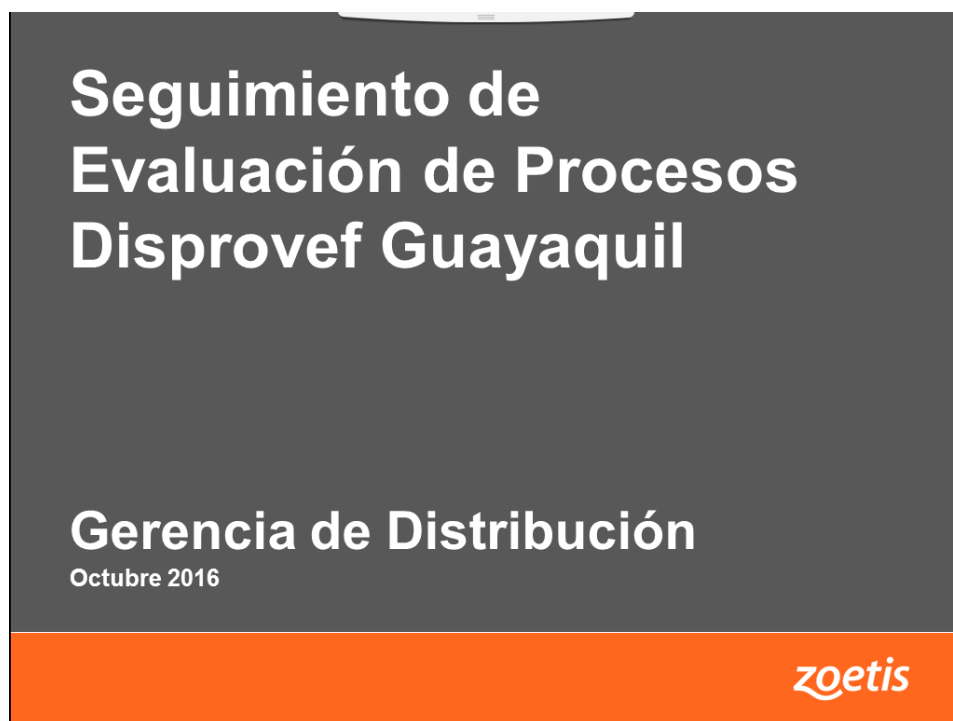 Seguimiento de
Evaluación de Procesos
Disprovef Guayaquil
Gerencia de Distribución
Octubre 2016
zoetis